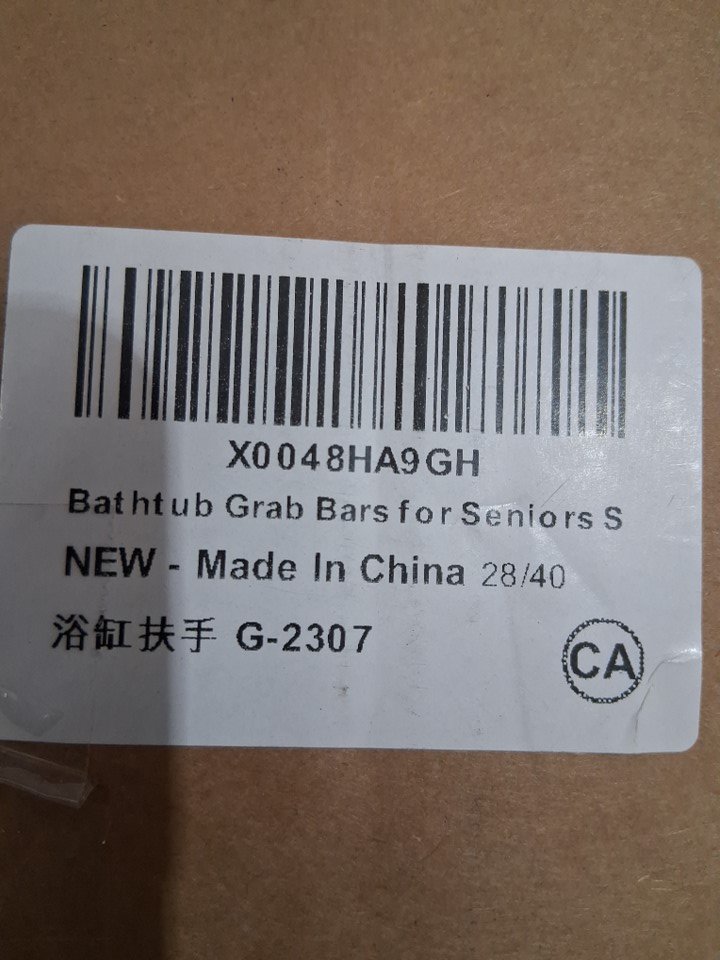 X0048HA9GH
Bathtub Grab Bars for Seniors S
NEW - Made In China 28/40
浴缸扶手 G-2307
CA